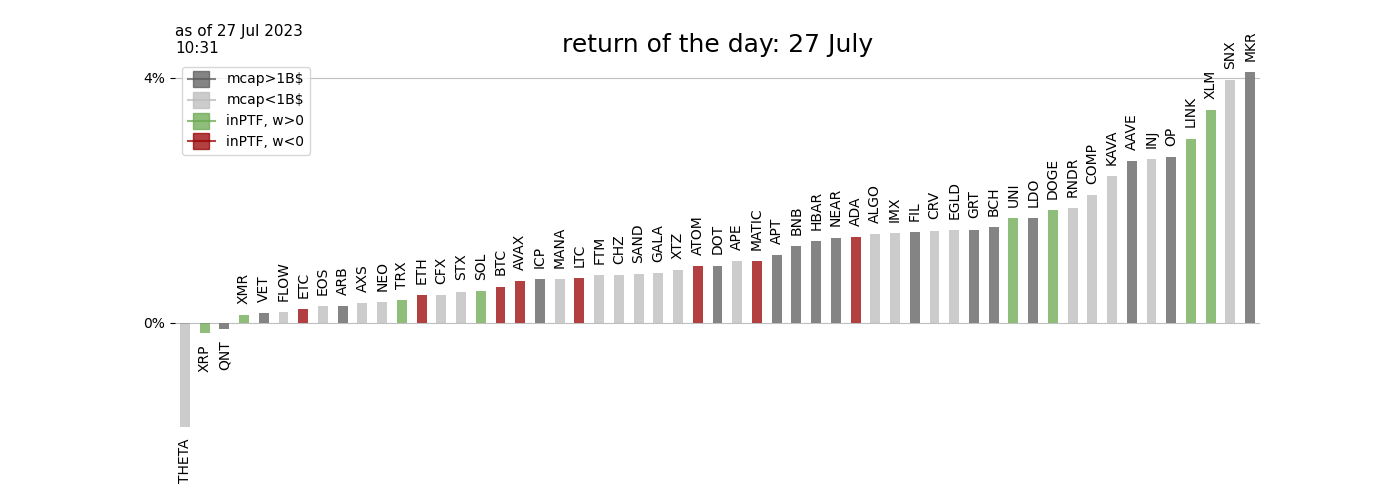 as of 27 Jul 2023
10:31
return of the day: 27 July
4%
0%
mcap>1B$
mcap<1B$
inPTF, w>0
inPTF, w<0
THETA
XRP
QNT
XMR
VET
FLOW
ETC
EOS
ARB
AXS
NEO
TRX
ETH
CFX
STX
SOL
BTC
AVAX
ICP
MANA
LTC
FTM
CHZ
SAND
GALA
XTZ
ATOM
DOT
APE
MATIC
APT
BNB
HBAR
NEAR
ADA
ALGO
IMX
FIL
CRV
EGLD
GRT
BCH
UNI
LDO
DOGE
RNDR
COMP
KAVA
AAVE
INJ
OP
LINK
XLM
SNX
MKR